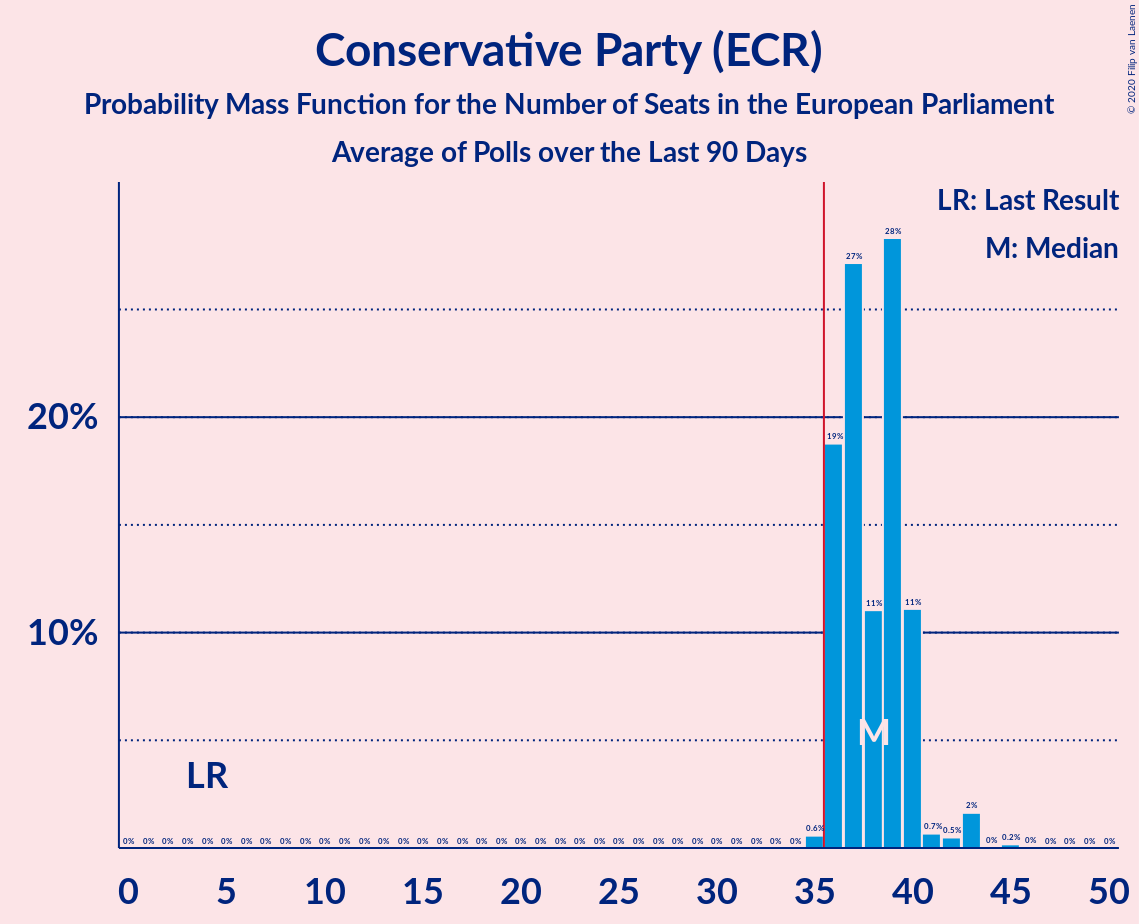 Conservative Party (ECR)
Probability Mass Function for the Number of Seats in the European Parliament
Average of Polls over the Last 90 Days
© 2020 Filip van Laenen
LR: Last Result
M: Median
28%
27%
20%
19%
11% 11%
10%
M
LR
0% 0% 0% 0% 0% 0% 0% 0% 0% 0% 0% 0% 0% 0% 0% 0% 0% 0% 0% 0% 0% 0% 0% 0% 0% 0% 0% 0% 0% 0% 0% 0% 0% 0% 0% 0.6% 0.7% 0.5% 2% 0% 0.2% 0% 0% 0% 0% 0%
0 5 10 15 20 25 30 35 40 45 50